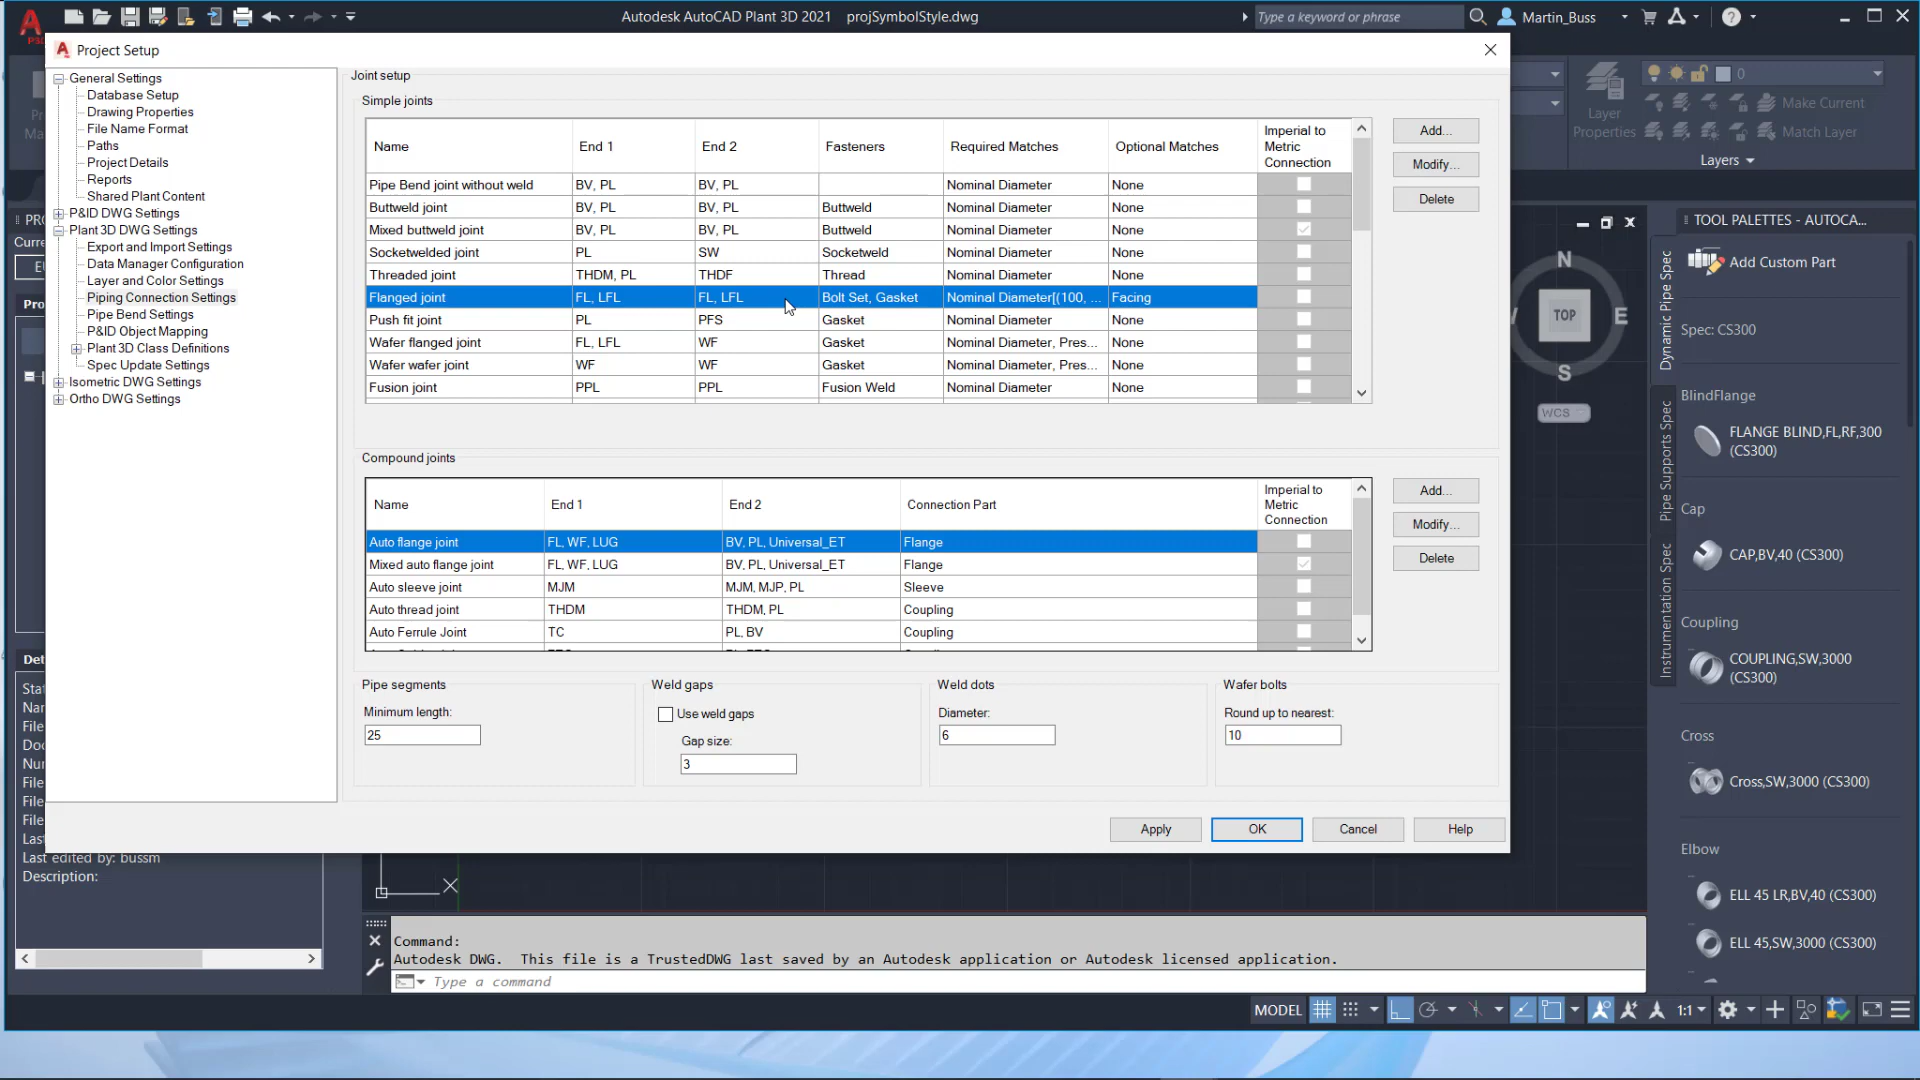 Autodesk AutoCAD Plant 3D 2021 projSymbolStyle.dwg
Type a keyword or phrase
Martin_Buss
Project Setup
General Settings
Database Setup
Drawing Properties
File Name Format
Paths
Project Details
Reports
Shared Plant Content
P&ID DWG Settings
Plant 3D DWG Settings
Export and Import Settings
Data Manager Configuration
Layer and Color Settings
Piping Connection Settings
Pipe Bend Settings
P&ID Object Mapping
Plant 3D Class Definitions
Spec Update Settings
Isometric DWG Settings
Ortho DWG Settings
Joint setup
Simple joints
Name End 1 End 2 Fasteners Required Matches Optional Matches Imperial to Metric Connection
Pipe Bend joint without weld BV, PL BV, PL Nominal Diameter None
Buttweld joint BV, PL BV, PL Buttweld Nominal Diameter None
Mixed buttweld joint BV, PL BV, PL Buttweld Nominal Diameter None
Socketwelded joint PL SW Socketweld Nominal Diameter None
Threaded joint THDM, PL THDF Thread Nominal Diameter None
Flanged joint FL, LFL FL, LFL Bolt Set, Gasket Nominal Diameter[(100, ... Facing
Push fit joint PL PFS Gasket Nominal Diameter None
Wafer flanged joint FL, LFL WF Gasket Nominal Diameter, Pres... None
Wafer wafer joint WF WF Gasket Nominal Diameter, Pres... None
Fusion joint PPL PPL Fusion Weld Nominal Diameter None
Add...
Modify...
Delete
Compound joints
Name End 1 End 2 Connection Part Imperial to Metric Connection
Auto flange joint FL, WF, LUG BV, PL, Universal_ET Flange
Mixed auto flange joint FL, WF, LUG BV, PL, Universal_ET Flange
Auto sleeve joint MJM MJM, MJP, PL Sleeve
Auto thread joint THDM THDM, PL Coupling
Auto Ferrule Joint TC PL, BV Coupling
Add...
Modify...
Delete
Pipe segments
Minimum length:
25
Weld gaps
Use weld gaps
Gap size:
3
Weld dots
Diameter:
6
Wafer bolts
Round up to nearest:
10
Apply OK Cancel Help
Last edited by: bussm
Description:
0
Layer
Properties
Make Current
Match Layer
Layers
N
TOP
E
S
WCS
TOOL PALETTES - AUTOCA...
Dynamic Pipe Spec
Pipe Supports Spec
Instrumentation Spec
Add Custom Part
Spec: CS300
BlindFlange
FLANGE BLIND,FL,RF,300
(CS300)
Cap
CAP,BV,40 (CS300)
Coupling
COUPLING,SW,3000
(CS300)
Cross
Cross,SW,3000 (CS300)
Elbow
ELL 45 LR,BV,40 (CS300)
ELL 45,SW,3000 (CS300)
Command:
Autodesk DWG. This file is a TrustedDWG last saved by an Autodesk application or Autodesk licensed application.
Type a command
MODEL
1:1